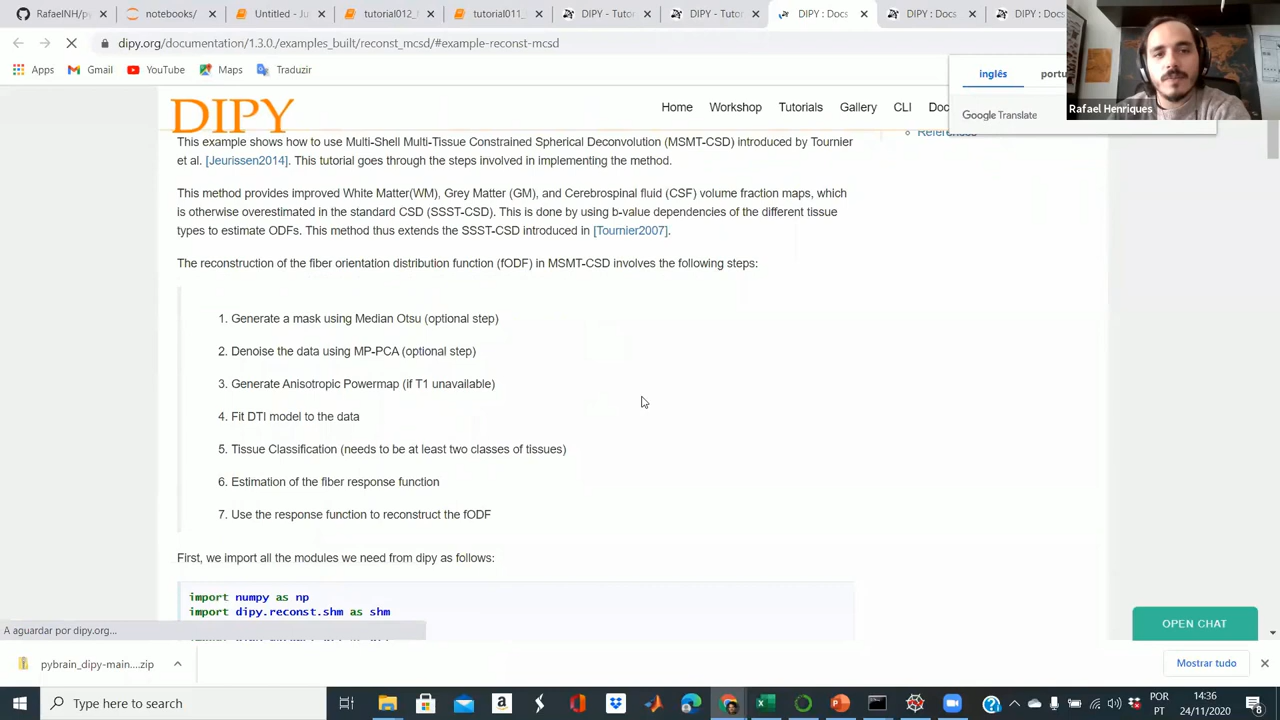 RafaelNH/py
notebooks/
Untitled - Just
tutorial012_
tutorial011_
DIPY - Tutor
DIPY - Tutor
DIPY : Docs
DIPY : Docs
DIPY : Docs
dipy.org/documentation/1.3.0./examples_built/reconst_mcsd/#example-reconst-mcsd
Apps
Gmail
YouTube
Maps
Traduzir
inglês
portu
Google Translate
Rafael Henriques
DIPY
Home
Workshop
Tutorials
Gallery
CLI
Doc
References
This example shows how to use Multi-Shell Multi-Tissue Constrained Spherical Deconvolution (MSMT-CSD) introduced by Tournier
et al. [Jeurissen2014]. This tutorial goes through the steps involved in implementing the method.
This method provides improved White Matter(WM), Grey Matter (GM), and Cerebrospinal fluid (CSF) volume fraction maps, which
is otherwise overestimated in the standard CSD (SSST-CSD). This is done by using b-value dependencies of the different tissue
types to estimate ODFs. This method thus extends the SSST-CSD introduced in [Tournier2007].
The reconstruction of the fiber orientation distribution function (fODF) in MSMT-CSD involves the following steps:
1. Generate a mask using Median Otsu (optional step)
2. Denoise the data using MP-PCA (optional step)
3. Generate Anisotropic Powermap (if T1 unavailable)
4. Fit DTI model to the data
5. Tissue Classification (needs to be at least two classes of tissues)
6. Estimation of the fiber response function
7. Use the response function to reconstruct the fODF
First, we import all the modules we need from dipy as follows:
import numpy as np
import dipy.reconst.shm as shm
A aguardar por dipy.org...
OPEN CHAT
pybrain_dipy-main....zip
Mostrar tudo
Type here to search
POR
PT
14:36
24/11/2020
8